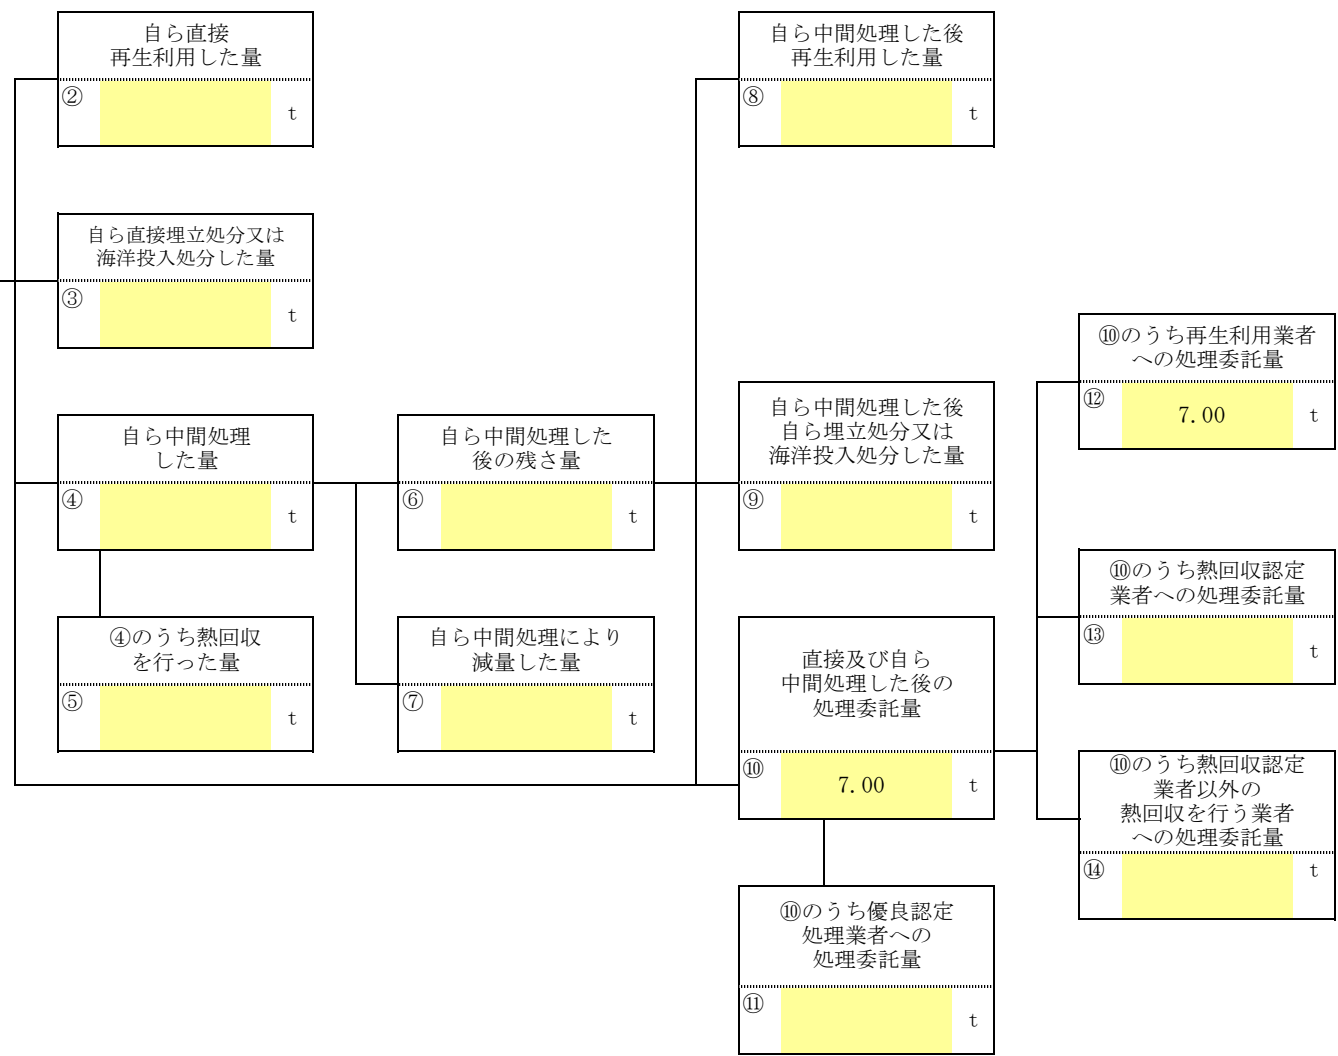 自ら直接
再生利用した量
②
t
自ら中間処理した後
再生利用した量
⑧
t
自ら直接埋立処分又は
海洋投入処分した量
③
t
⑩のうち再生利用業者
への処理委託量
⑫
7.00
t
自ら中間処理
した量
④
t
自ら中間処理した
後の残さ量
⑥
t
自ら中間処理した後
自ら埋立処分又は
海洋投入処分した量
⑨
t
⑩のうち熱回収認定
業者への処理委託量
⑬
t
④のうち熱回収
を行った量
⑤
t
自ら中間処理により
減量した量
⑦
t
直接及び自ら
中間処理した後の
処理委託量
⑩
7.00
t
⑩のうち熱回収認定
業者以外の
熱回収を行う業者
への処理委託量
⑭
t
⑩のうち優良認定
処理業者への
処理委託量
⑪
t